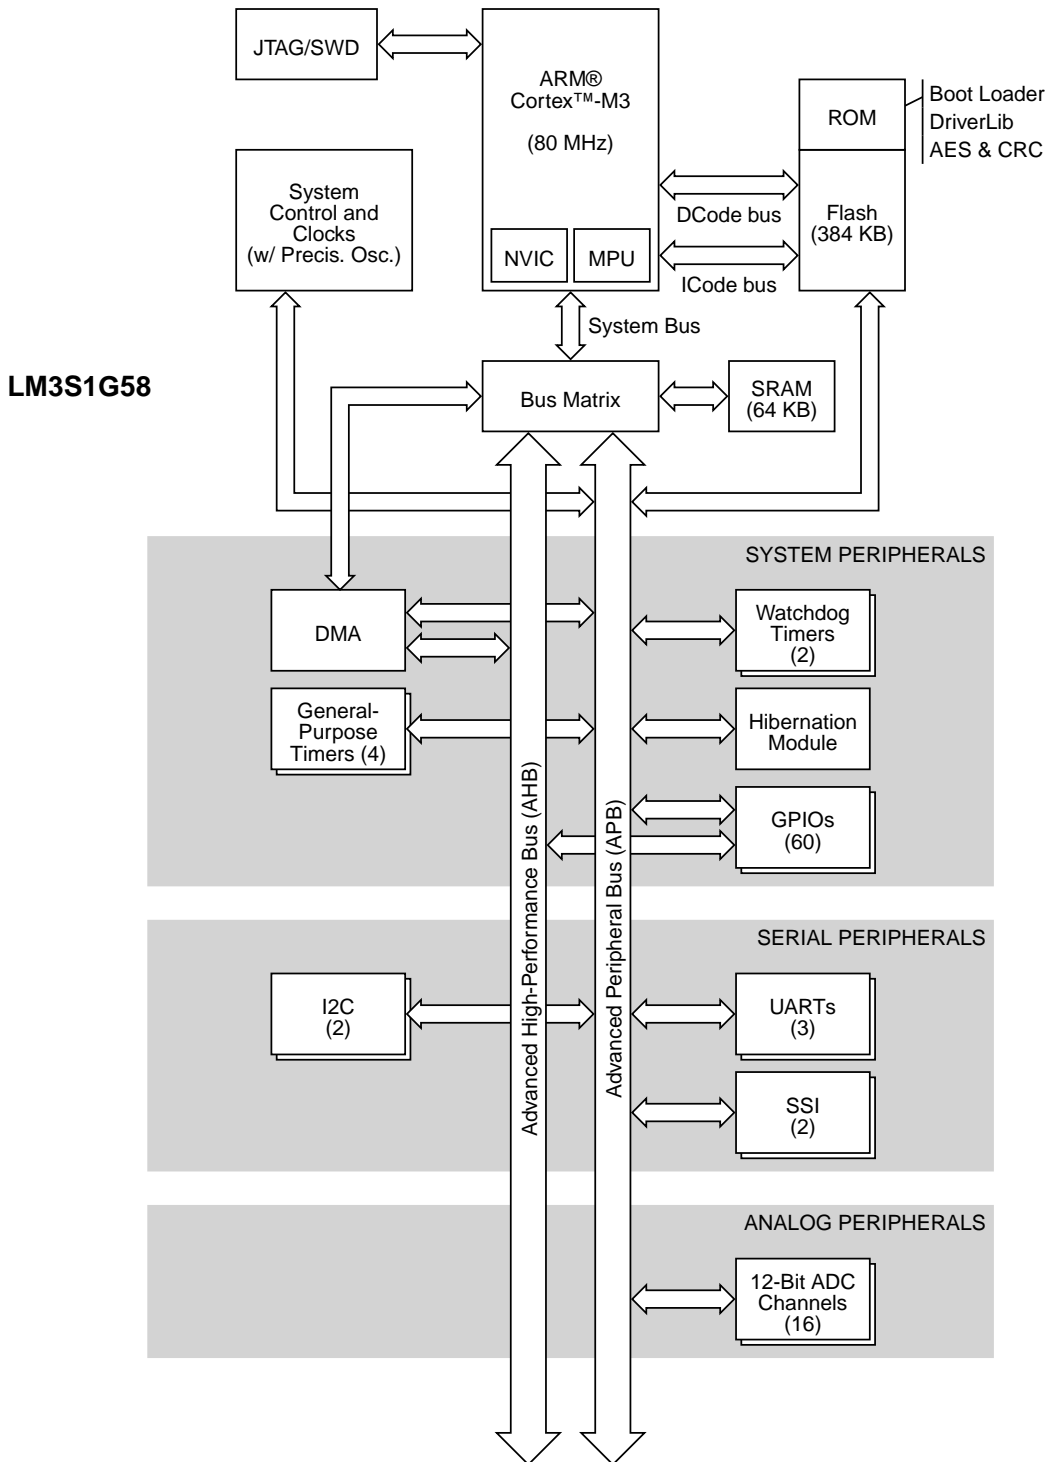 JTAG/SWD
ARM®
Cortex™-M3
(80 MHz)
NVIC
MPU
ROM
Boot Loader
DriverLib
AES & CRC
Flash
(384 KB)
DCode bus
ICode bus
System
Control and
Clocks
(w/ Precis. Osc.)
System Bus
LM3S1G58
Bus Matrix
SRAM
(64 KB)
SYSTEM PERIPHERALS
DMA
Watchdog
Timers
(2)
General-
Purpose
Timers (4)
Hibernation
Module
GPIOs
(60)
Advanced High-Performance Bus (AHB)
Advanced Peripheral Bus (APB)
SERIAL PERIPHERALS
I2C
(2)
UARTs
(3)
SSI
(2)
ANALOG PERIPHERALS
12-Bit ADC
Channels
(16)